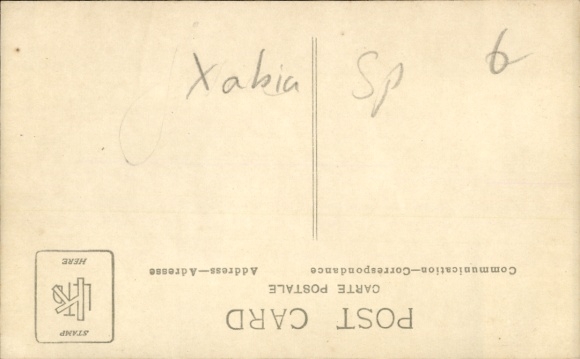 Xabia Sp 6
POST CARD
CARTE POSTALE
Communication—Correspondance Address—Adresse
STAMP
HERE